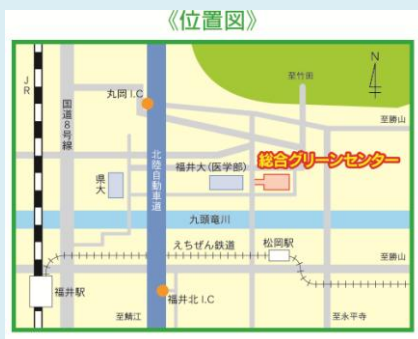 《位置図》
JR
国道8号線
丸岡I.C
至竹田
N
至勝山
北陸自動車道
県大
福井大(医学部)
総合グリーンセンター
九頭竜川
えちぜん鉄道
松岡駅
至勝山
福井駅
福井北I.C
至鯖江
至永平寺